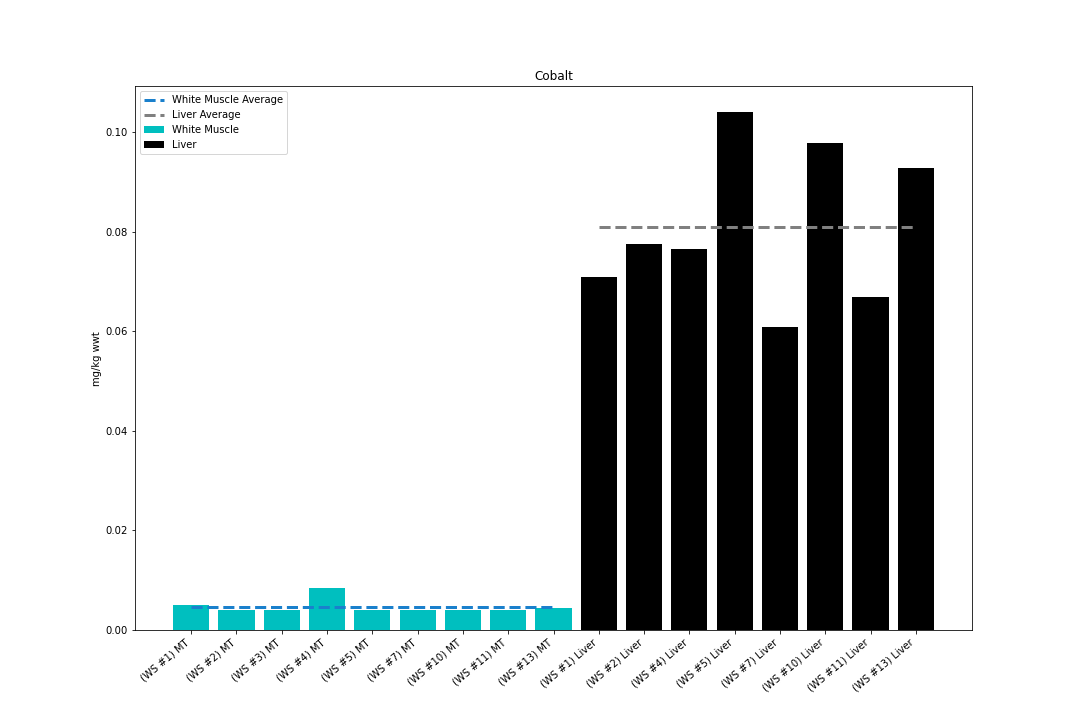 Cobalt
White Muscle Average
Liver Average
White Muscle
Liver
mg/kg wwt
0.10
0.08
0.06
0.04
0.02
0.00
(WS #1) MT
(WS #2) MT
(WS #3) MT
(WS #4) MT
(WS #5) MT
(WS #7) MT
(WS #10) MT
(WS #11) MT
(WS #13) MT
(WS #1) Liver
(WS #2) Liver
(WS #4) Liver
(WS #5) Liver
(WS #7) Liver
(WS #10) Liver
(WS #11) Liver
(WS #13) Liver